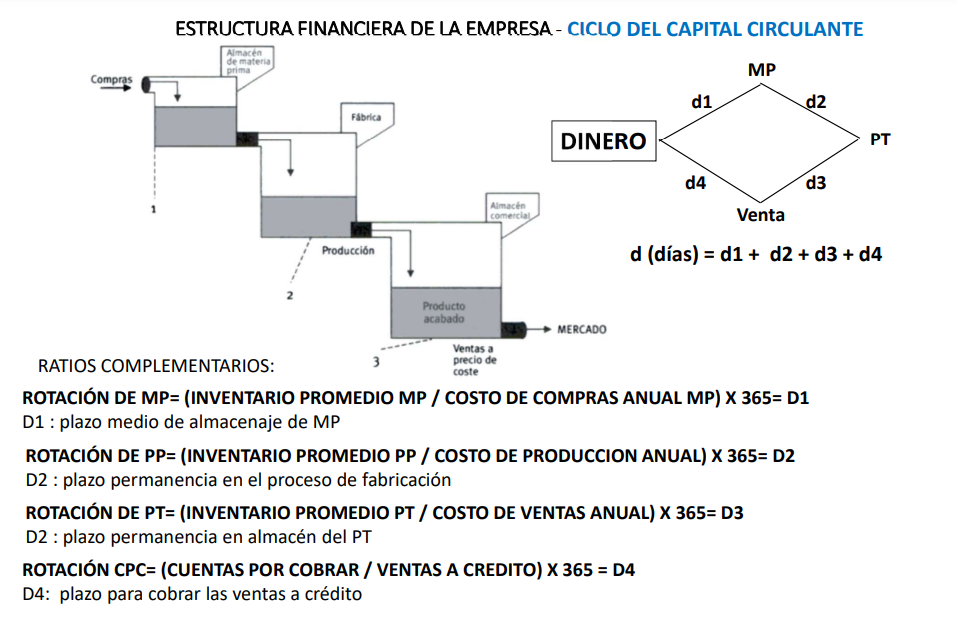 ESTRUCTURA FINANCIERA DE LA EMPRESA - CICLO DEL CAPITAL CIRCULANTE
Almacén
de materia
prima
Compras
1
Fábrica
Producción
2
Almacén
comercial
Producto
acabado
MERCADO
3
Ventas a
precio de
coste
MP
d1
d2
DINERO
PT
d4
d3
Venta
d (días) = d1 + d2 + d3 + d4
RATIOS COMPLEMENTARIOS:
ROTACIÓN DE MP= (INVENTARIO PROMEDIO MP / COSTO DE COMPRAS ANUAL MP) X 365= D1
D1 : plazo medio de almacenaje de MP
ROTACIÓN DE PP= (INVENTARIO PROMEDIO PP / COSTO DE PRODUCCION ANUAL) X 365= D2
D2 : plazo permanencia en el proceso de fabricación
ROTACIÓN DE PT= (INVENTARIO PROMEDIO PT / COSTO DE VENTAS ANUAL) X 365= D3
D2 : plazo permanencia en almacén del PT
ROTACIÓN CPC= (CUENTAS POR COBRAR / VENTAS A CREDITO) X 365 = D4
D4: plazo para cobrar las ventas a crédito